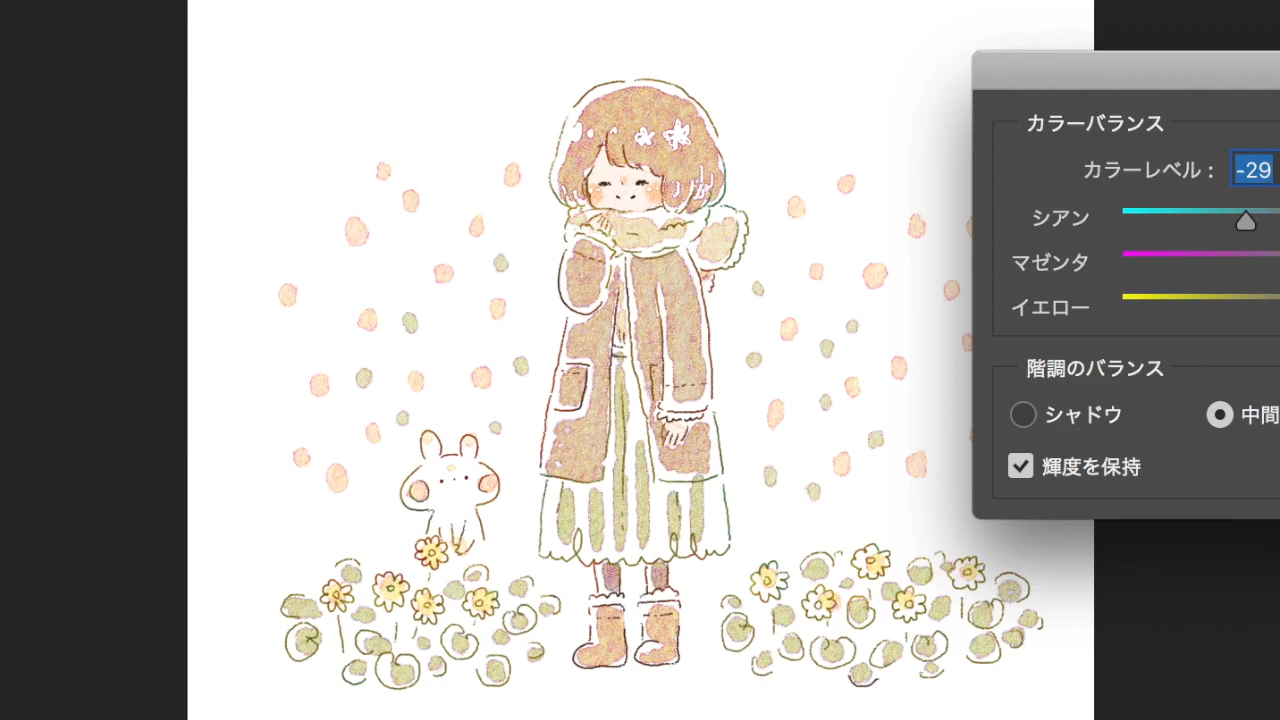 カラーバランス
カラーレベル： -29
シアン
マゼンタ
イエロー
階調のバランス
シャドウ 中間
輝度を保持